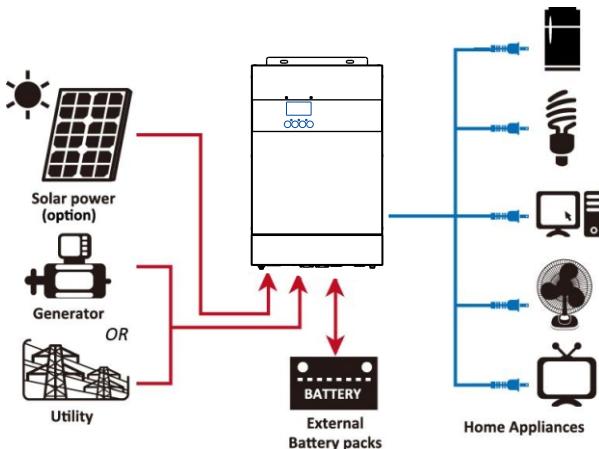 Solar power
(option)
Generator
OR
Utility
BATTERY
External
Battery packs
Home Appliances